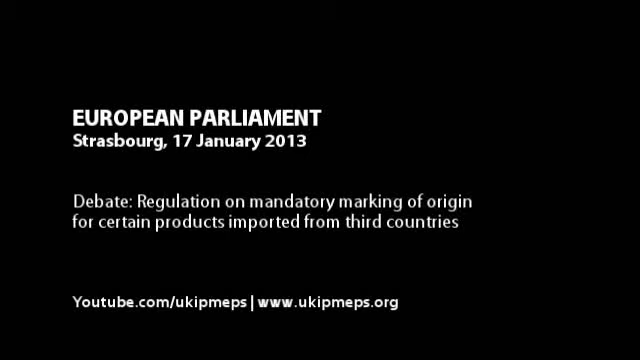 EUROPEAN PARLIAMENT
Strasbourg, 17 January 2013
Debate: Regulation on mandatory marking of origin
for certain products imported from third countries
Youtube.com/ukipmeps | www.ukipmeps.org